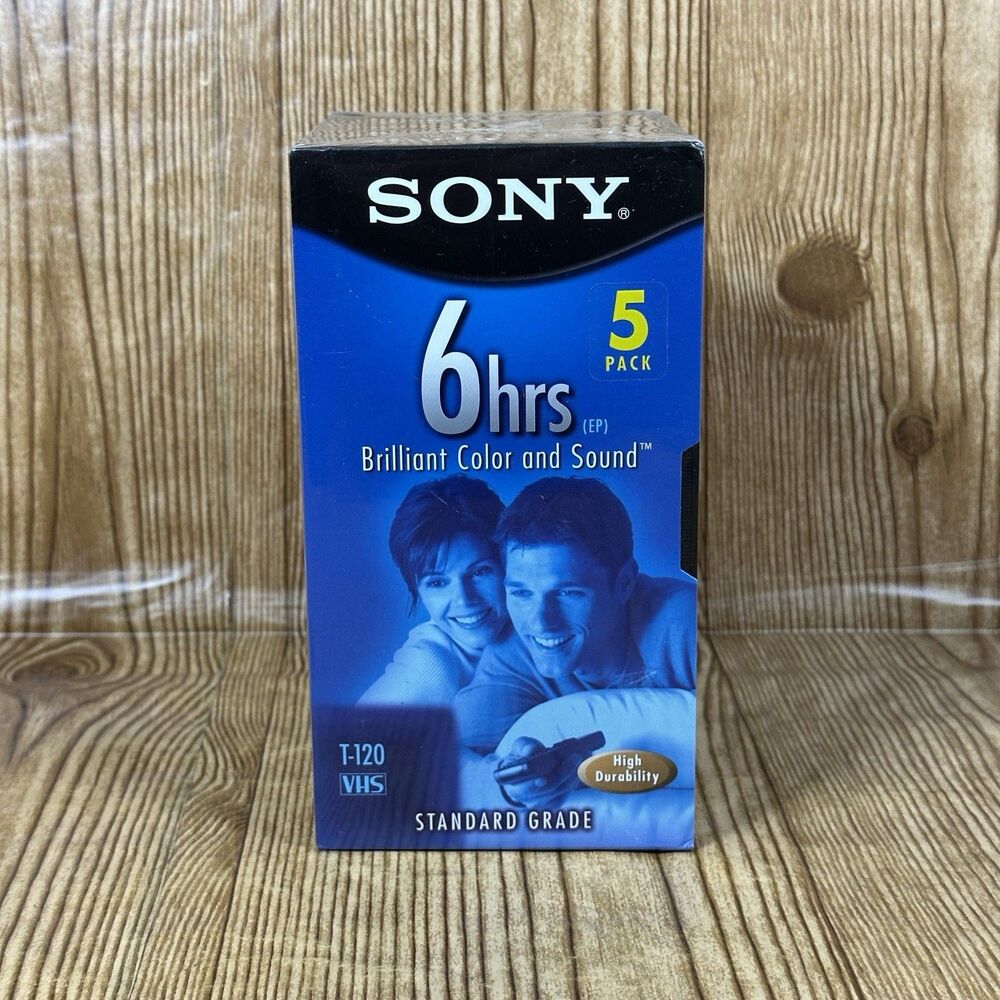 SONY®
5
PACK
6hrs (EP)
Brilliant Color and Sound™
T-120
VHS
High
Durability
STANDARD GRADE